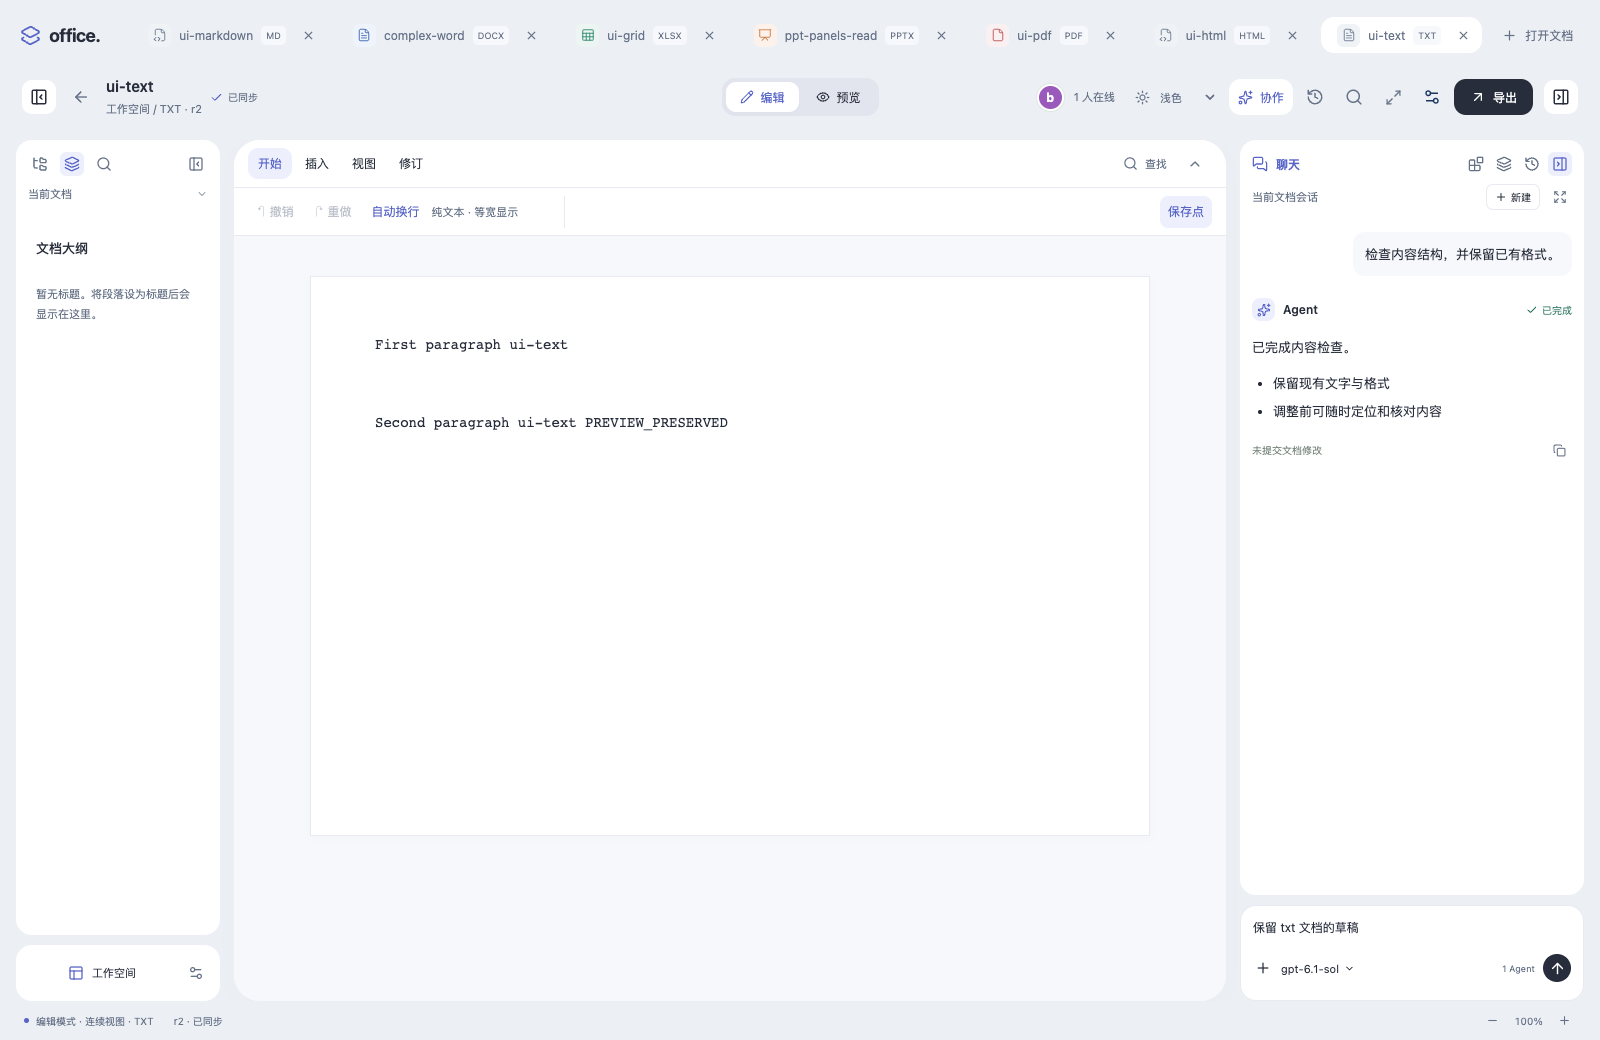 office.
ui-markdown MD
complex-word DOCX
ui-grid XLSX
ppt-panels-read PPTX
ui-pdf PDF
ui-html HTML
ui-text TXT
打开文档
ui-text
工作空间 / TXT · r2
已同步
编辑
预览
b
1 人在线
浅色
协作
导出
当前文档
文档大纲
暂无标题。将段落设为标题后会
显示在这里。
工作空间
开始 插入 视图 修订
查找
撤销 重做 自动换行 纯文本 · 等宽显示
保存点
First paragraph ui-text
Second paragraph ui-text PREVIEW_PRESERVED
聊天
当前文档会话
新建
检查内容结构，并保留已有格式。
Agent
已完成
已完成内容检查。
• 保留现有文字与格式
• 调整前可随时定位和核对内容
未提交文档修改
保留 txt 文档的草稿
gpt-6.1-sol
1 Agent
编辑模式 · 连续视图 · TXT
r2 · 已同步
100%